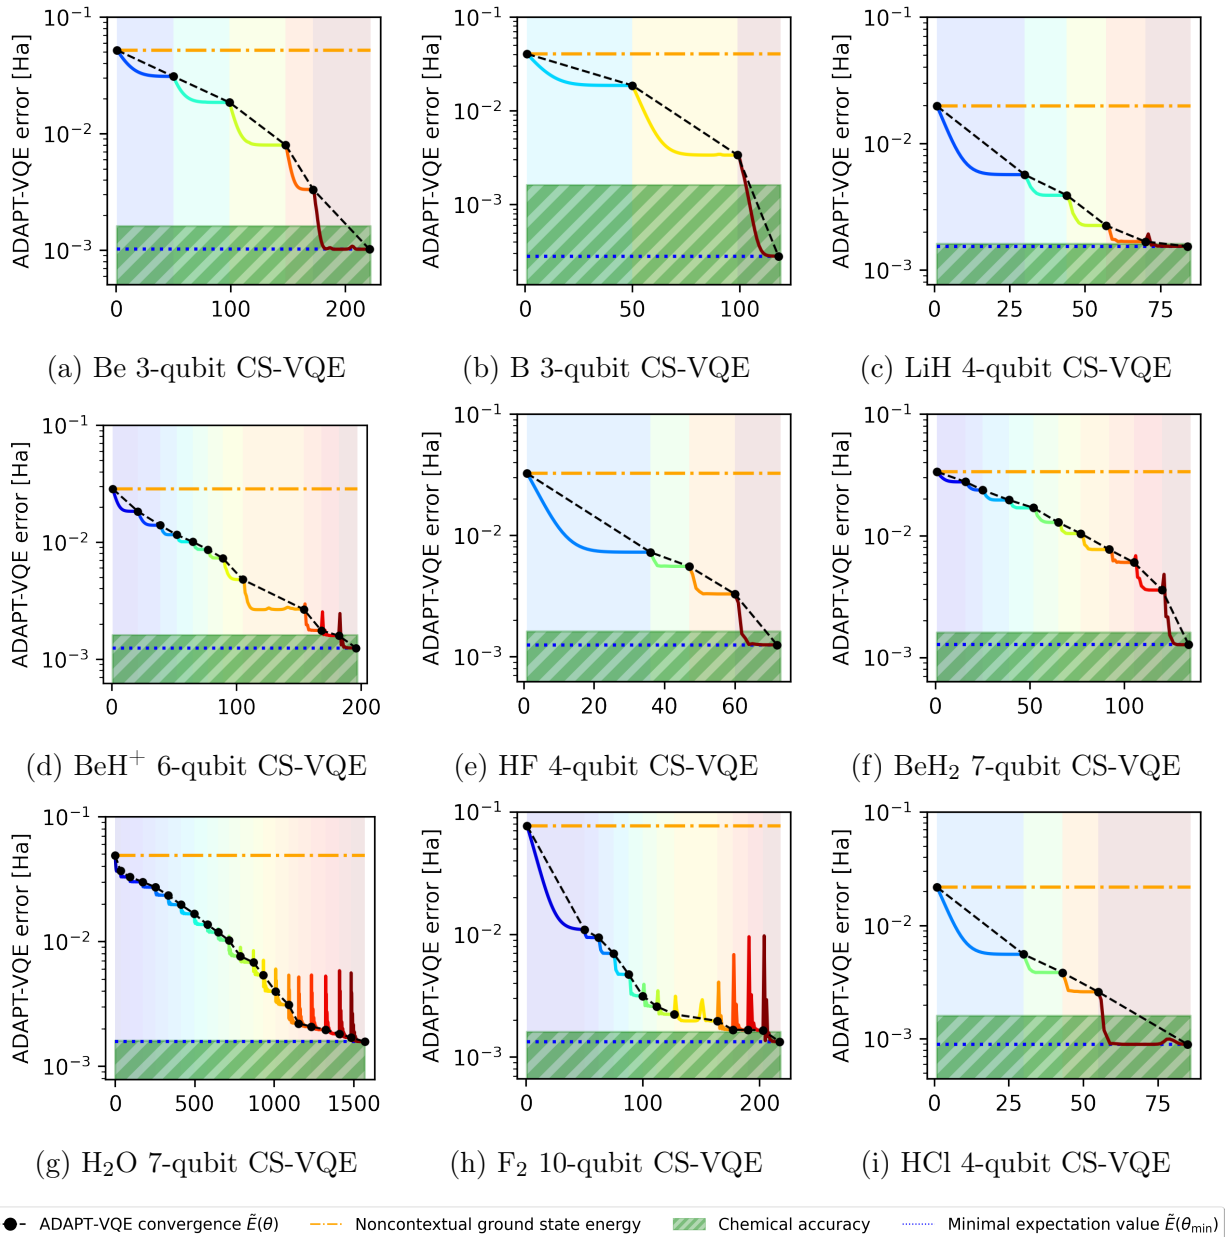 ADAPT-VQE error [Ha]
10⁻¹
10⁻²
10⁻³
0 100 200
(a) Be 3-qubit CS-VQE
ADAPT-VQE error [Ha]
10⁻¹
10⁻²
10⁻³
0 50 100
(b) B 3-qubit CS-VQE
ADAPT-VQE error [Ha]
10⁻¹
10⁻²
10⁻³
0 25 50 75
(c) LiH 4-qubit CS-VQE
ADAPT-VQE error [Ha]
10⁻¹
10⁻²
10⁻³
0 100 200
(d) BeH⁺ 6-qubit CS-VQE
ADAPT-VQE error [Ha]
10⁻¹
10⁻²
10⁻³
0 20 40 60
(e) HF 4-qubit CS-VQE
ADAPT-VQE error [Ha]
10⁻¹
10⁻²
10⁻³
0 50 100
(f) BeH₂ 7-qubit CS-VQE
ADAPT-VQE error [Ha]
10⁻¹
10⁻²
10⁻³
0 500 1000 1500
(g) H₂O 7-qubit CS-VQE
ADAPT-VQE error [Ha]
10⁻¹
10⁻²
10⁻³
0 100 200
(h) F₂ 10-qubit CS-VQE
ADAPT-VQE error [Ha]
10⁻¹
10⁻²
10⁻³
0 25 50 75
(i) HCl 4-qubit CS-VQE
ADAPT-VQE convergence Ẽ(θ)
Noncontextual ground state energy
Chemical accuracy
Minimal expectation value Ẽ(θ_min)